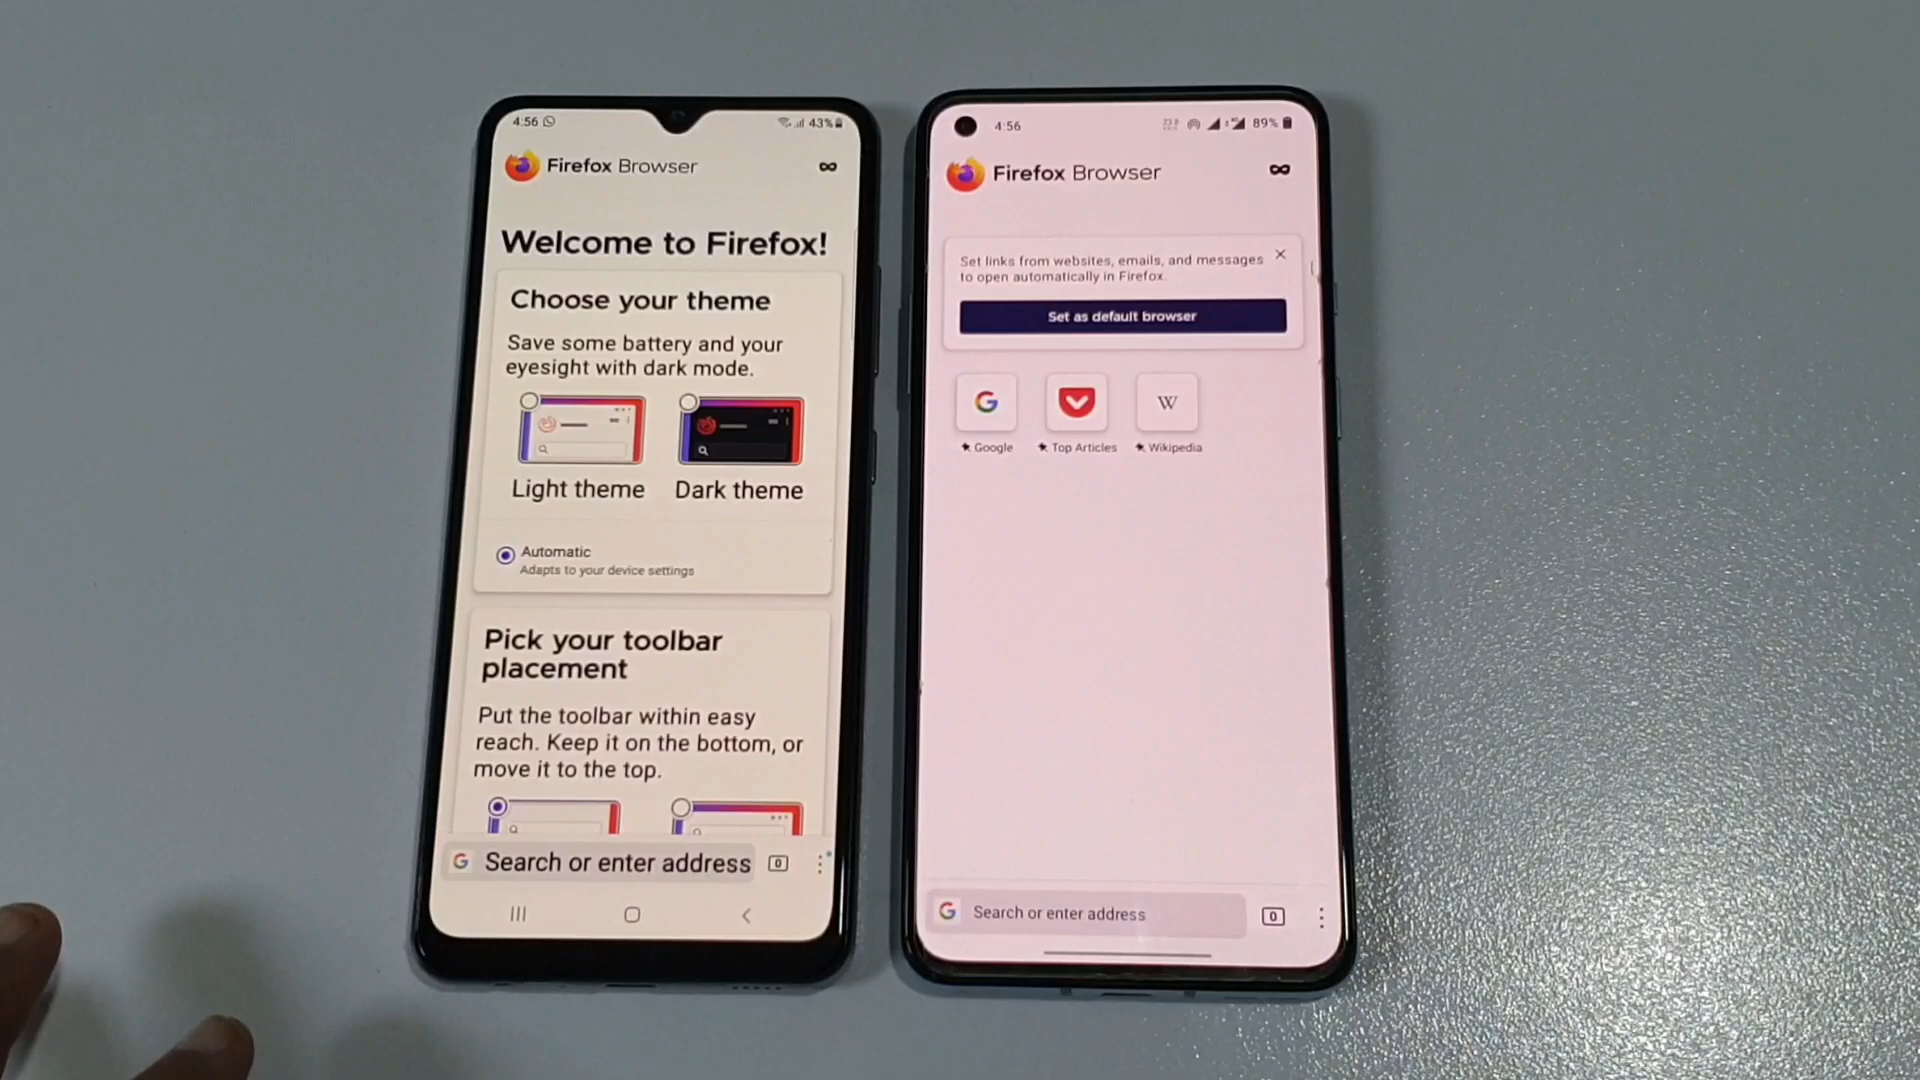 4:56
43%
Firefox Browser
Welcome to Firefox!
Choose your theme
Save some battery and your
eyesight with dark mode.
Light theme
Dark theme
Automatic
Adapts to your device settings
Pick your toolbar
placement
Put the toolbar within easy
reach. Keep it on the bottom, or
move it to the top.
G Search or enter address 0
4:56
89%
Firefox Browser
Set links from websites, emails, and messages
to open automatically in Firefox.
Set as default browser
G
W
Google
Top Articles
Wikipedia
G Search or enter address 0